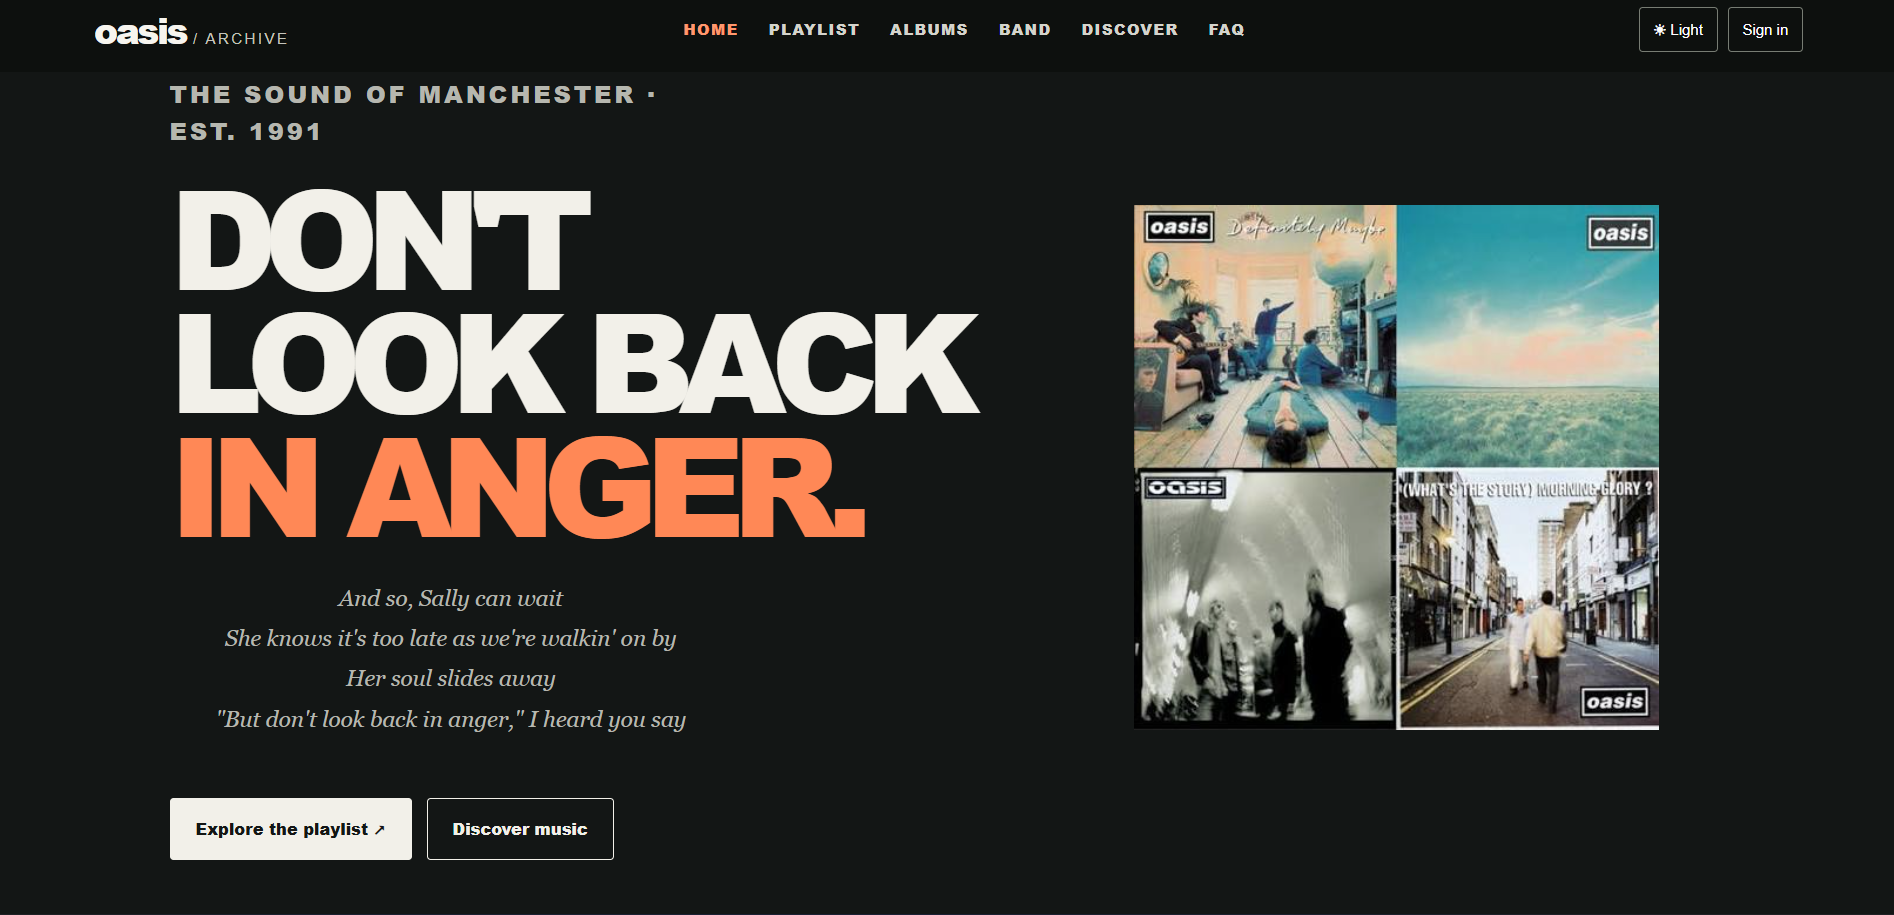 oasis / ARCHIVE
HOME PLAYLIST ALBUMS BAND DISCOVER FAQ
☀ Light Sign in
THE SOUND OF MANCHESTER ·
EST. 1991
DON'T
LOOK BACK
IN ANGER.
And so, Sally can wait
She knows it's too late as we're walkin' on by
Her soul slides away
"But don't look back in anger," I heard you say
Explore the playlist ↗
Discover music
oasis Definitely Maybe
oasis
oasis
(WHAT'S THE STORY) MORNING GLORY ?
oasis